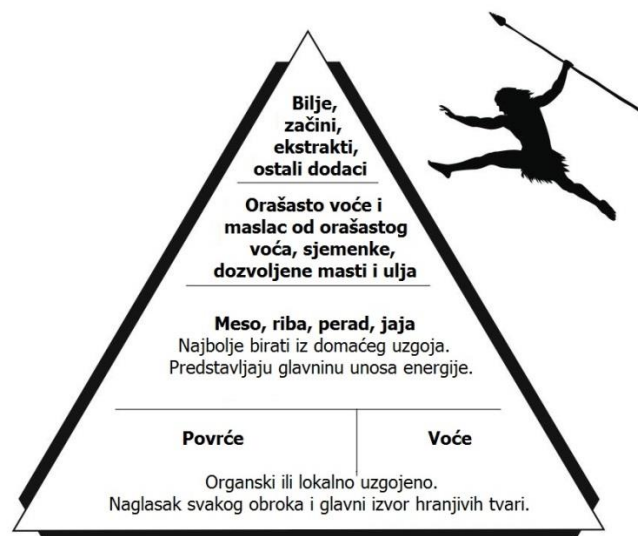 Bilje,
začini,
ekstrakti,
ostali dodaci
Orašasto voće i
maslac od orašastog
voća, sjemenke,
dozvoljene masti i ulja
Meso, riba, perad, jaja
Najbolje birati iz domaćeg uzgoja.
Predstavljaju glavninu unosa energije.
Povrće
Voće
Organski ili lokalno uzgojeno.
Naglasak svakog obroka i glavni izvor hranjivih tvari.